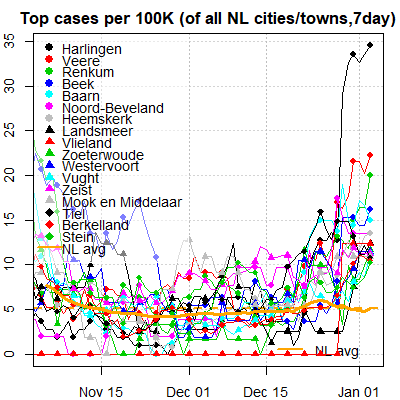 Top cases per 100K (of all NL cities/towns,7day)
35
30
25
20
15
10
5
0
Harlingen
Veere
Renkum
Beek
Baarn
Noord-Beveland
Heemskerk
Landsmeer
Vlieland
Zoeterwoude
Westervoort
Vught
Zeist
Mook en Middelaar
Tiel
Berkelland
Stein
NL avg
NL avg
Nov 15
Dec 01
Dec 15
Jan 01